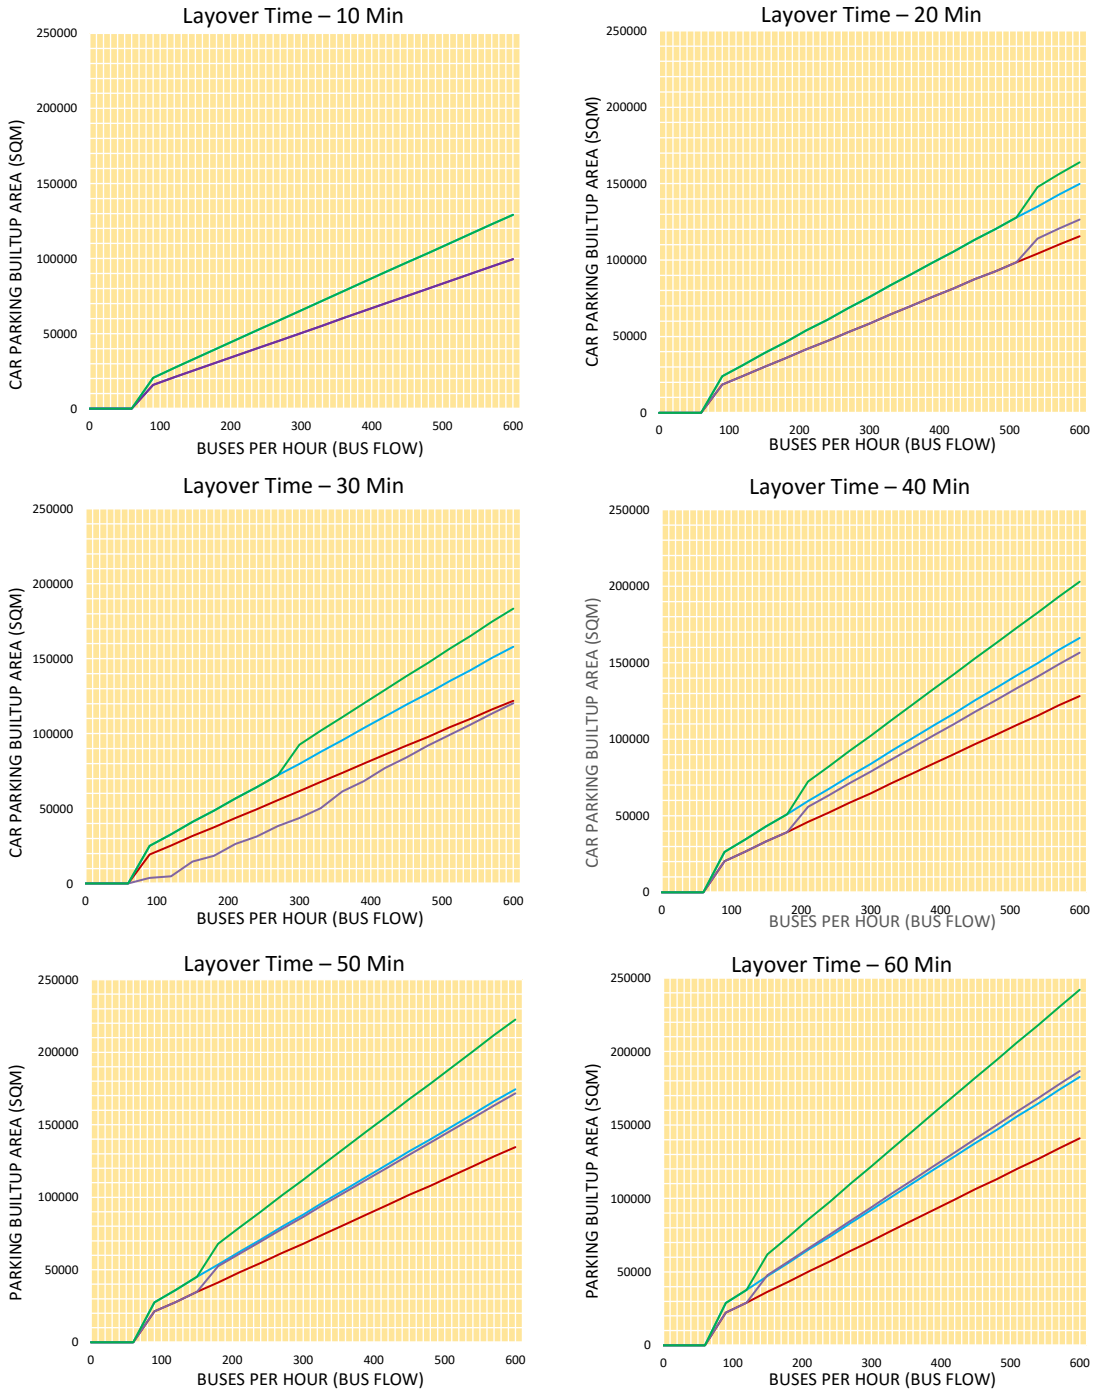 Layover Time – 10 Min
250000
200000
150000
100000
50000
0
0 100 200 300 400 500 600
CAR PARKING BUILTUP AREA (SQM)
BUSES PER HOUR (BUS FLOW)
Layover Time – 20 Min
250000
200000
150000
100000
50000
0
0 100 200 300 400 500 600
CAR PARKING BUILTUP AREA (SQM)
BUSES PER HOUR (BUS FLOW)
Layover Time – 30 Min
250000
200000
150000
100000
50000
0
0 100 200 300 400 500 600
CAR PARKING BUILTUP AREA (SQM)
BUSES PER HOUR (BUS FLOW)
Layover Time – 40 Min
250000
200000
150000
100000
50000
0
0 100 200 300 400 500 600
CAR PARKING BUILTUP AREA (SQM)
BUSES PER HOUR (BUS FLOW)
Layover Time – 50 Min
250000
200000
150000
100000
50000
0
0 100 200 300 400 500 600
PARKING BUILTUP AREA (SQM)
BUSES PER HOUR (BUS FLOW)
Layover Time – 60 Min
250000
200000
150000
100000
50000
0
0 100 200 300 400 500 600
PARKING BUILTUP AREA (SQM)
BUSES PER HOUR (BUS FLOW)